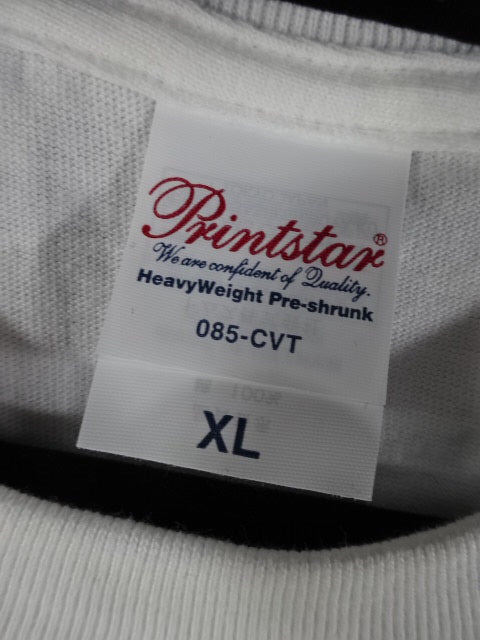 Printstar®
We are confident of Quality.
HeavyWeight Pre-shrunk
085-CVT
XL